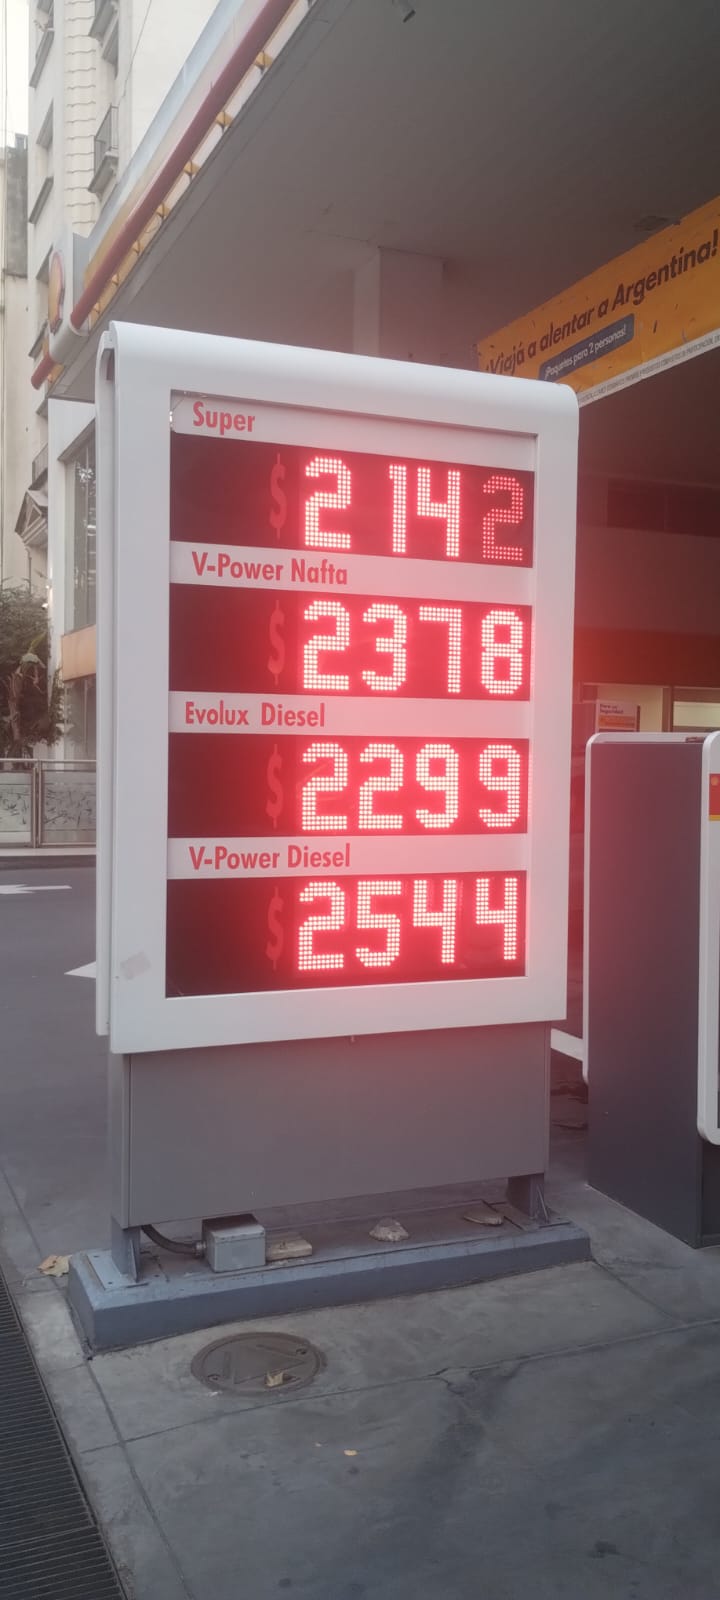 ¡Viajá a alentar a Argentina!
¡Paquetes para 2 personas!
Super
$ 2142
V-Power Nafta
$ 2378
Evolux Diesel
$ 2299
V-Power Diesel
$ 2544